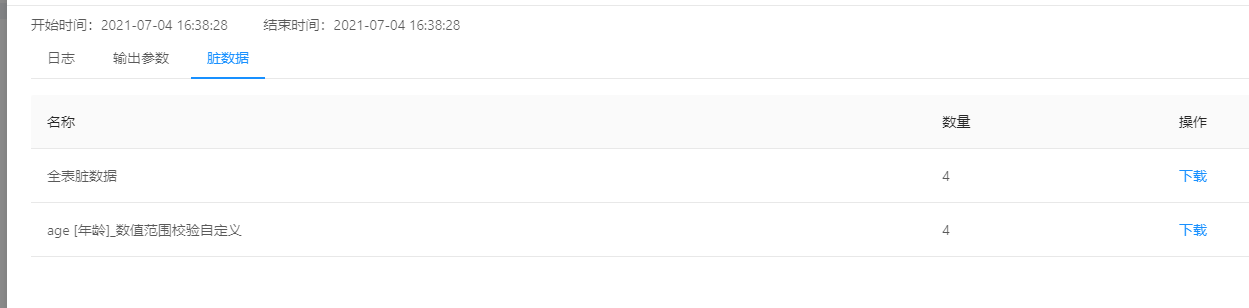 开始时间：2021-07-04 16:38:28 结束时间：2021-07-04 16:38:28
日志 输出参数 脏数据
名称 数量 操作
全表脏数据 4 下载
age [年龄]_数值范围校验自定义 4 下载